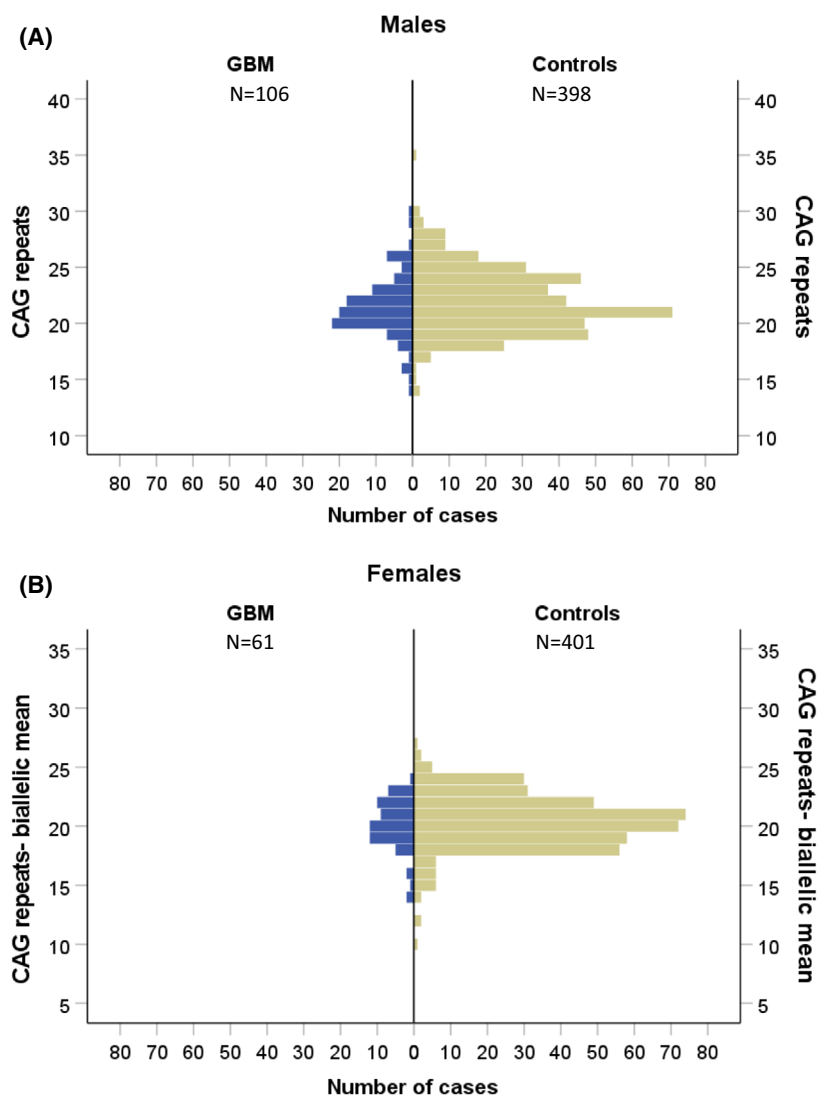 (A)
Males
GBM
Controls
N=106
N=398
40
35
30
25
20
15
10
CAG repeats
40
35
30
25
20
15
10
CAG repeats
80 70 60 50 40 30 20 10 0 10 20 30 40 50 60 70 80
Number of cases
(B)
Females
GBM
Controls
N=61
N=401
35
30
25
20
15
10
5
CAG repeats- biallelic mean
35
30
25
20
15
10
5
CAG repeats- biallelic mean
80 70 60 50 40 30 20 10 0 10 20 30 40 50 60 70 80
Number of cases